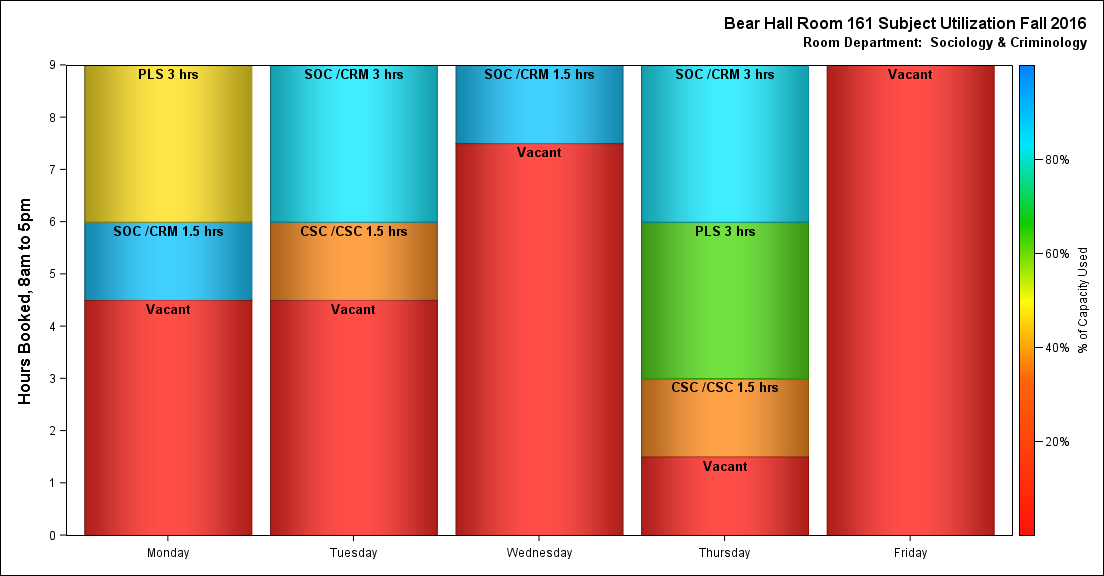 Bear Hall Room 161 Subject Utilization Fall 2016
Room Department:  Sociology & Criminology
Hours Booked, 8am to 5pm
9
8
7
6
5
4
3
2
1
0
PLS 3 hrs
SOC /CRM 1.5 hrs
Vacant
SOC /CRM 3 hrs
CSC /CSC 1.5 hrs
Vacant
SOC /CRM 1.5 hrs
Vacant
SOC /CRM 3 hrs
PLS 3 hrs
CSC /CSC 1.5 hrs
Vacant
Vacant
Monday
Tuesday
Wednesday
Thursday
Friday
80%
60%
40%
20%
% of Capacity Used